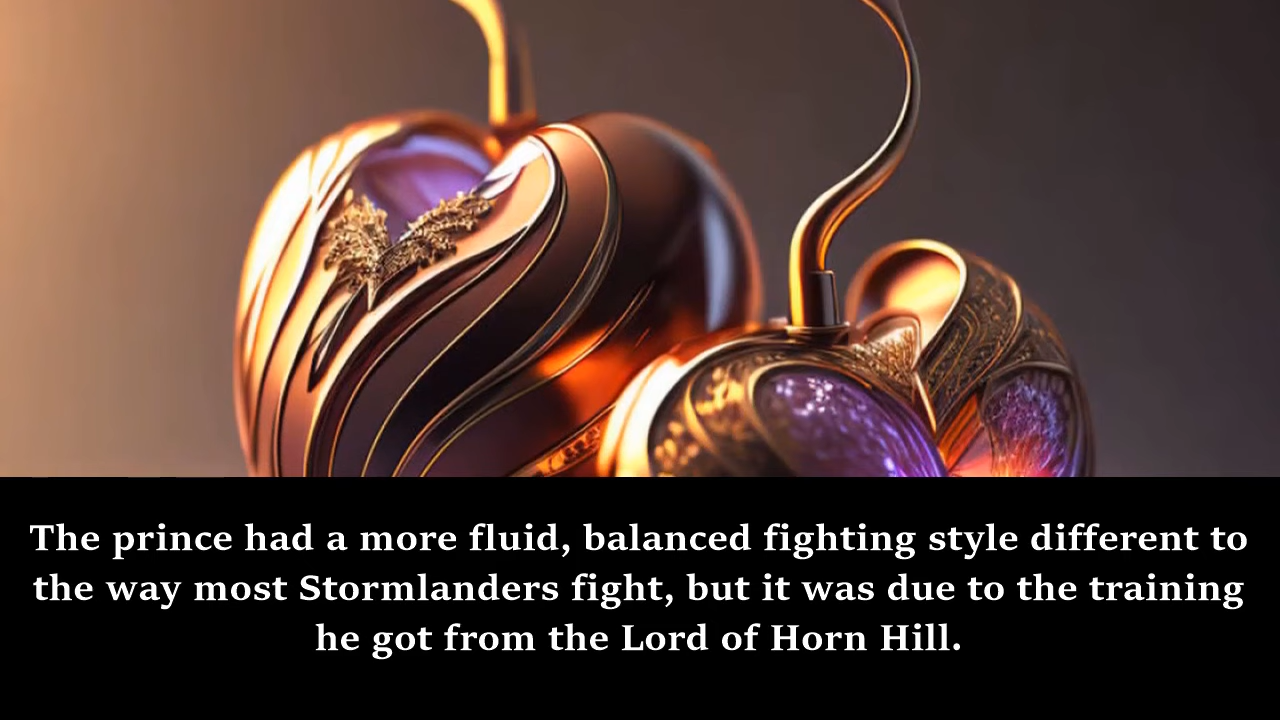 The prince had a more fluid, balanced fighting style different to
the way most Stormlanders fight, but it was due to the training
he got from the Lord of Horn Hill.